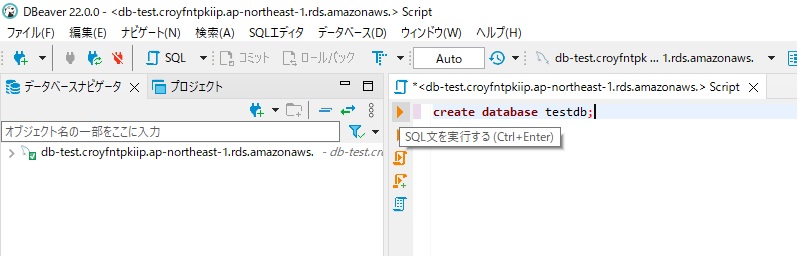 DBeaver 22.0.0 - <db-test.croyfntpkiip.ap-northeast-1.rds.amazonaws.> Script
ファイル(F) 編集(E) ナビゲート(N) 検索(A) SQLエディタ データベース(D) ウィンドウ(W) ヘルプ(H)
SQL コミット ロールバック Auto db-test.croyfntpk ... 1.rds.amazonaws.
データベースナビゲータ プロジェクト *<db-test.croyfntpkiip.ap-northeast-1.rds.amazonaws.> Script
create database testdb;
オブジェクト名の一部をここに入力
SQL文を実行する (Ctrl+Enter)
db-test.croyfntpkiip.ap-northeast-1.rds.amazonaws. - db-test.cro